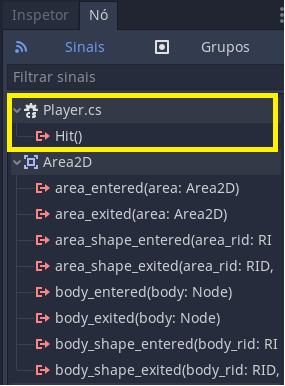 Inspetor Nó
Sinais Grupos
Filtrar sinais
Player.cs
Hit()
Area2D
area_entered(area: Area2D)
area_exited(area: Area2D)
area_shape_entered(area_rid: RI
area_shape_exited(area_rid: RID,
body_entered(body: Node)
body_exited(body: Node)
body_shape_entered(body_rid: RI
body_shape_exited(body_rid: RID,